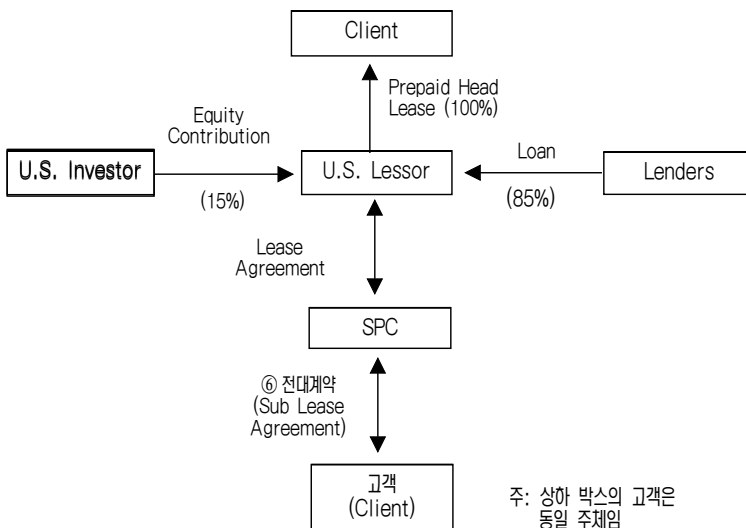 Client
Prepaid Head
Lease (100%)
Equity
Contribution
U.S. Investor
(15%)
U.S. Lessor
Loan
(85%)
Lenders
Lease
Agreement
SPC
⑥ 전대계약
(Sub Lease
Agreement)
고객
(Client)
주: 상하 박스의 고객은
동일 주체임